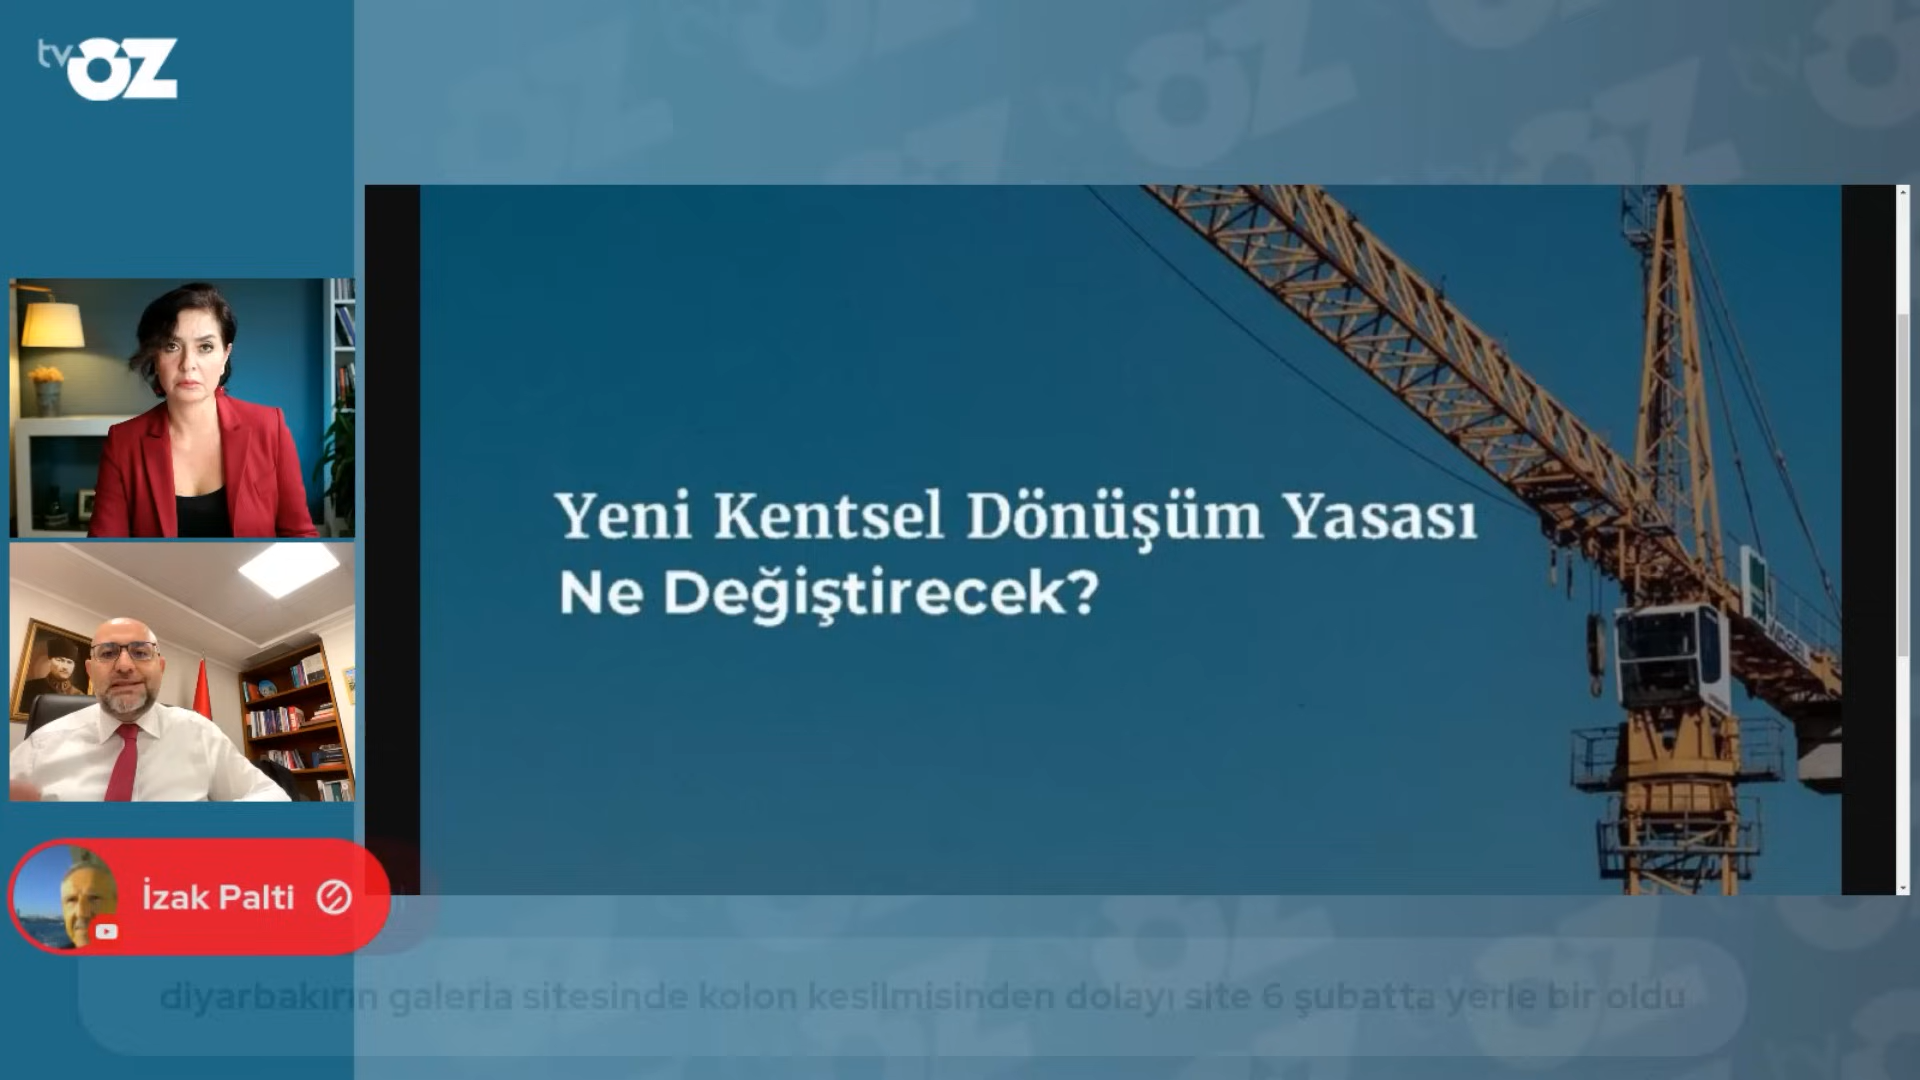 tv ÖZ
Yeni Kentsel Dönüşüm Yasası
Ne Değiştirecek?
İzak Palti
diyarbakırın galeria sitesinde kolon kesilmisinden dolayı site 6 şubatta yerle bir oldu